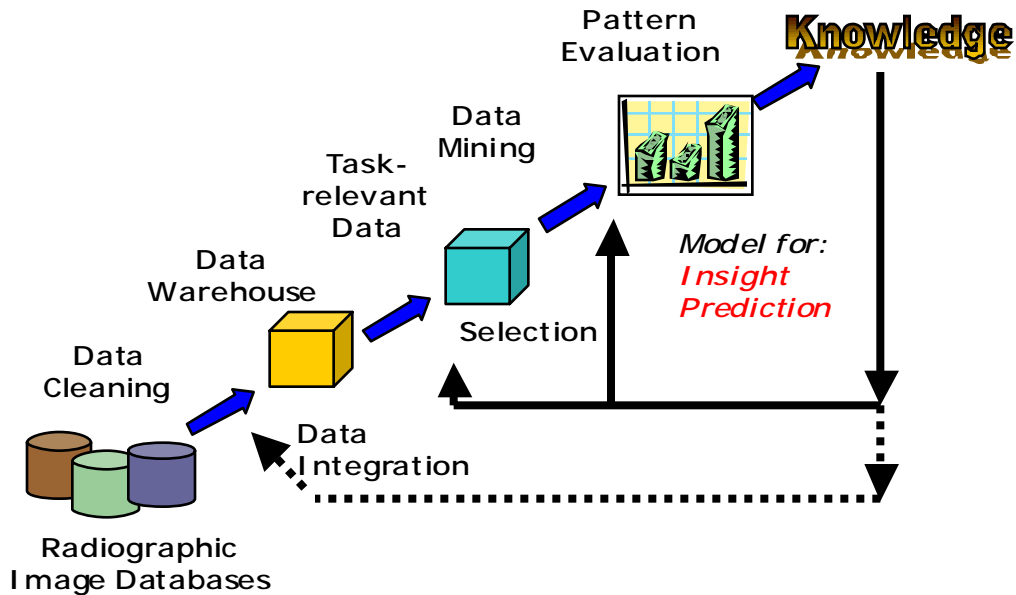 Pattern
Evaluation
Knowledge
Data
Mining
Task-
relevant
Data
Model for:
Insight
Prediction
Data
Warehouse
Selection
Data
Cleaning
Data
Integration
Radiographic
Image Databases